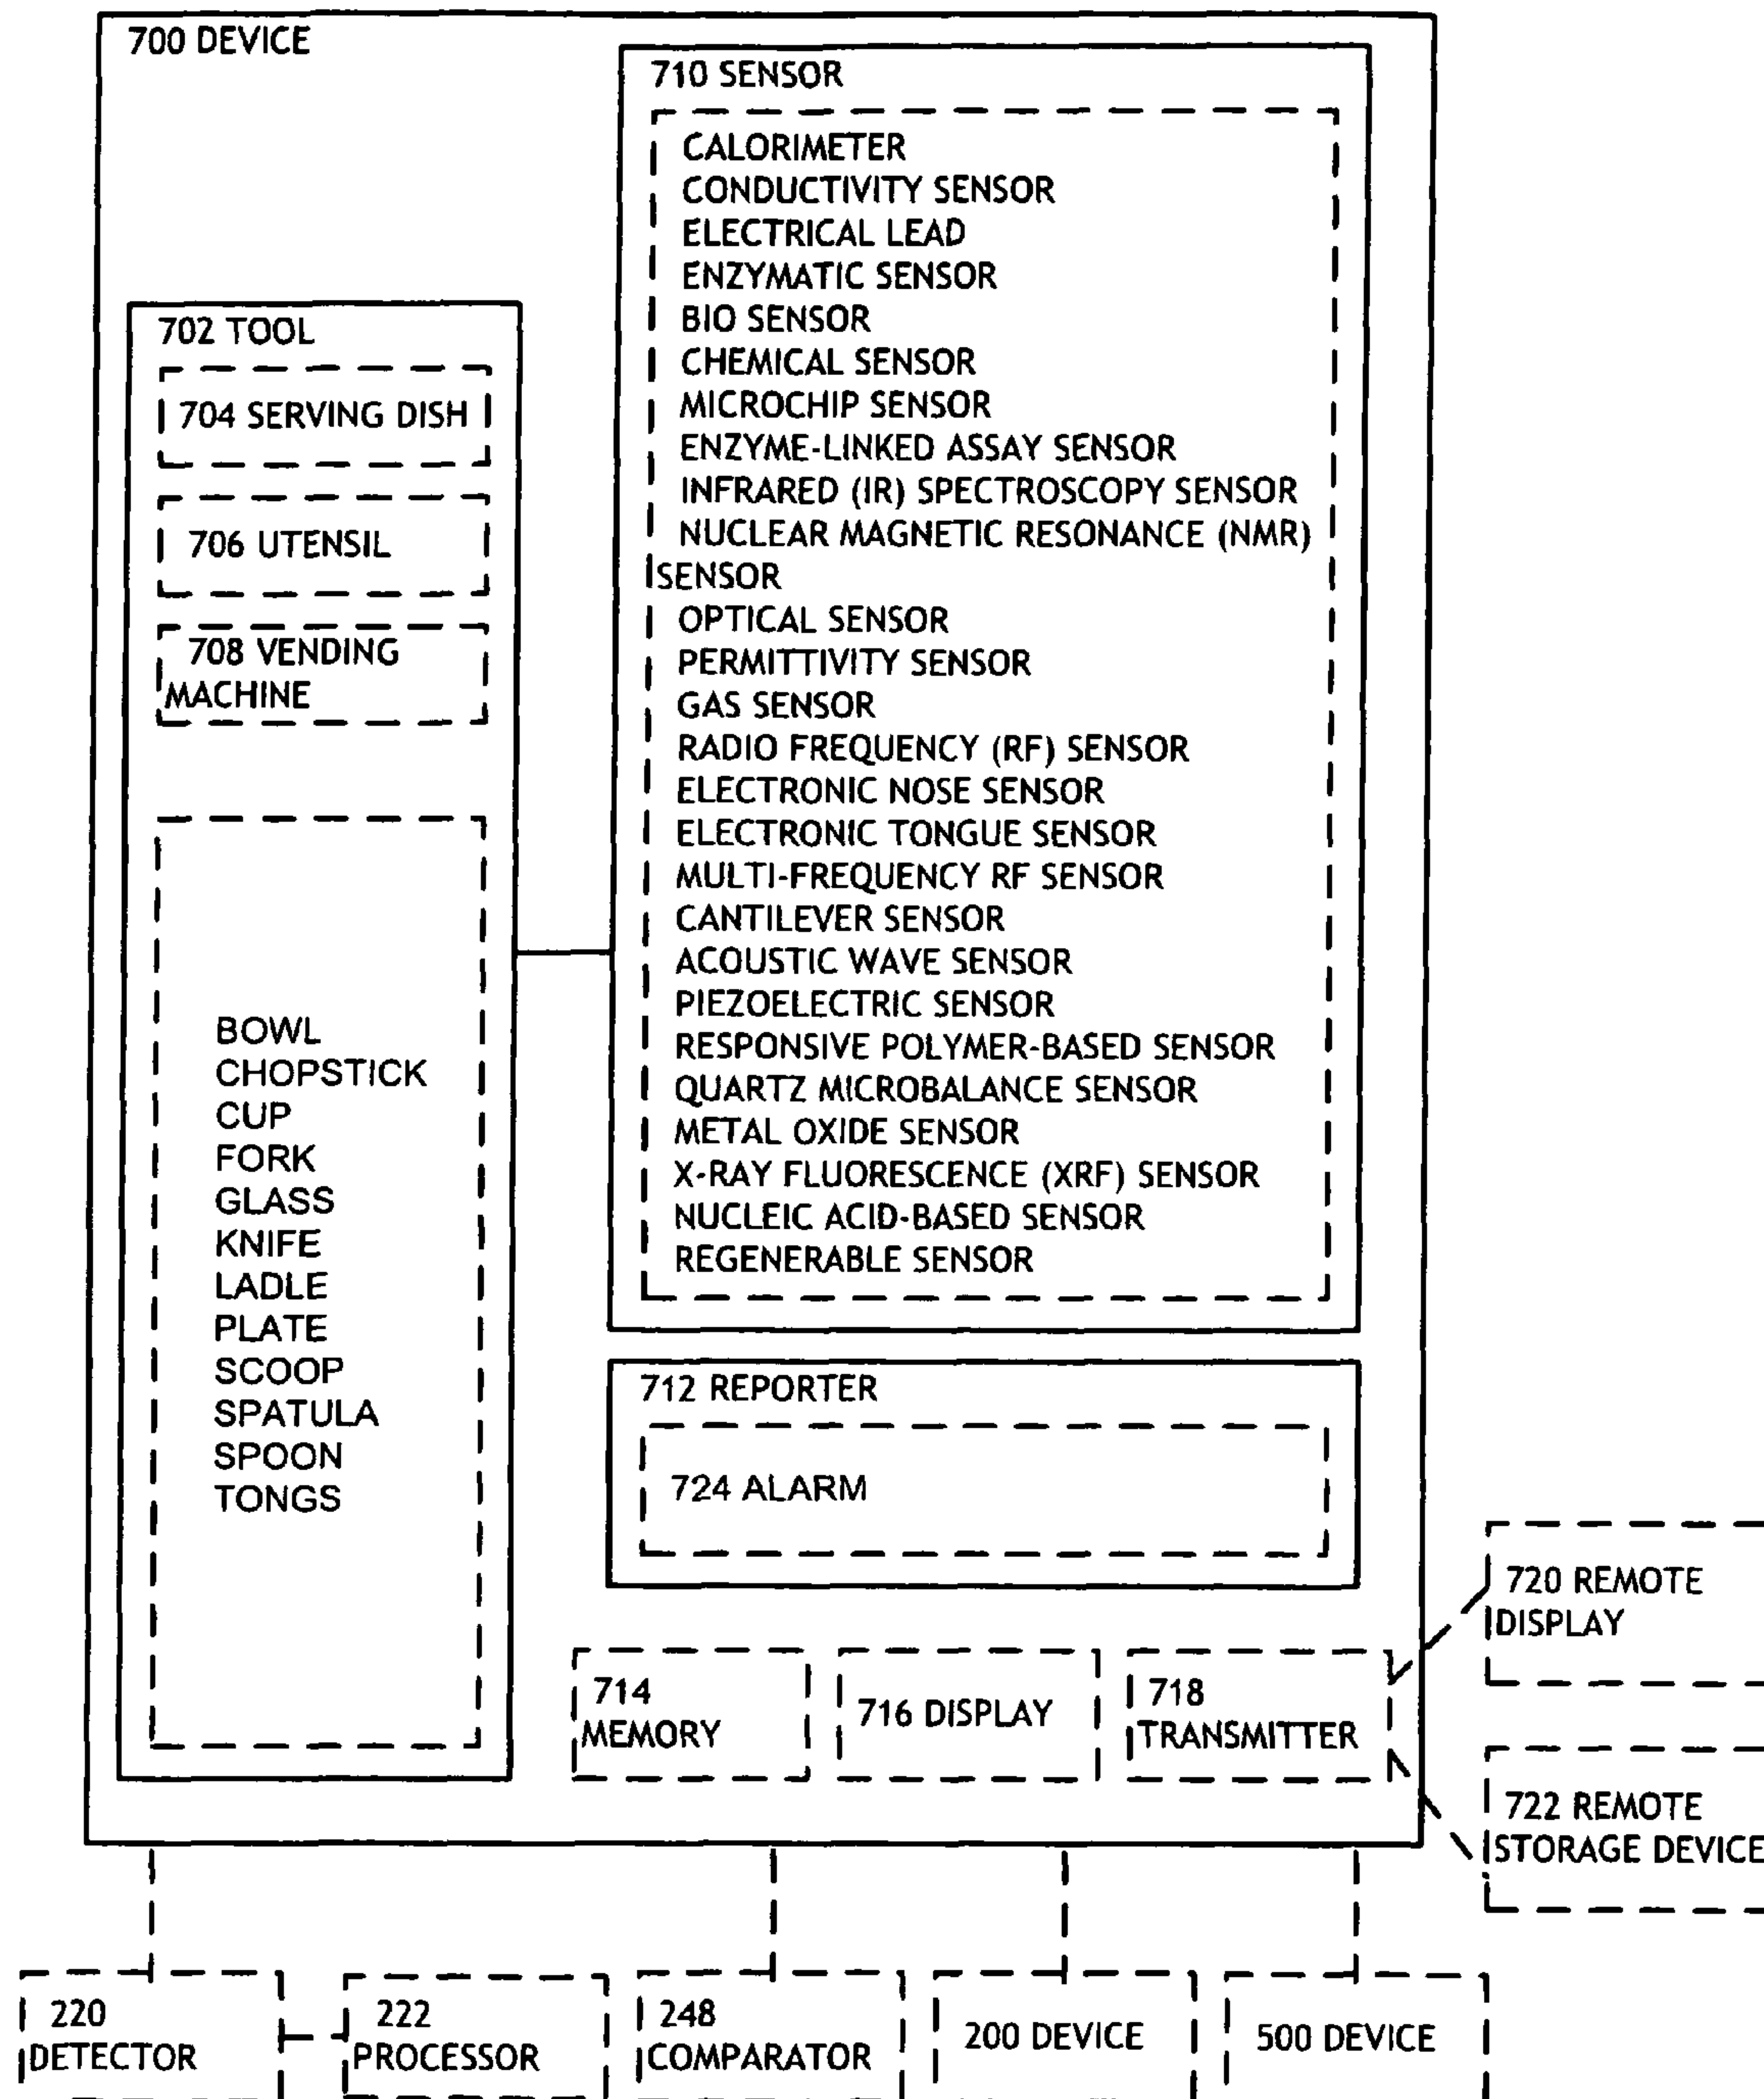 700 DEVICE
710 SENSOR
CALORIMETER
CONDUCTIVITY SENSOR
ELECTRICAL LEAD
ENZYMATIC SENSOR
BIO SENSOR
CHEMICAL SENSOR
MICROCHIP SENSOR
ENZYME-LINKED ASSAY SENSOR
INFRARED (IR) SPECTROSCOPY SENSOR
NUCLEAR MAGNETIC RESONANCE (NMR)
SENSOR
OPTICAL SENSOR
PERMITTIVITY SENSOR
GAS SENSOR
RADIO FREQUENCY (RF) SENSOR
ELECTRONIC NOSE SENSOR
ELECTRONIC TONGUE SENSOR
MULTI-FREQUENCY RF SENSOR
CANTILEVER SENSOR
ACOUSTIC WAVE SENSOR
PIEZOELECTRIC SENSOR
RESPONSIVE POLYMER-BASED SENSOR
QUARTZ MICROBALANCE SENSOR
METAL OXIDE SENSOR
X-RAY FLUORESCENCE (XRF) SENSOR
NUCLEIC ACID-BASED SENSOR
REGENERABLE SENSOR
702 TOOL
704 SERVING DISH
706 UTENSIL
708 VENDING
MACHINE
BOWL
CHOPSTICK
CUP
FORK
GLASS
KNIFE
LADLE
PLATE
SCOOP
SPATULA
SPOON
TONGS
712 REPORTER
724 ALARM
714
MEMORY
716 DISPLAY
718
TRANSMITTER
720 REMOTE
DISPLAY
722 REMOTE
STORAGE DEVICE
220
DETECTOR
222
PROCESSOR
248
COMPARATOR
200 DEVICE
500 DEVICE